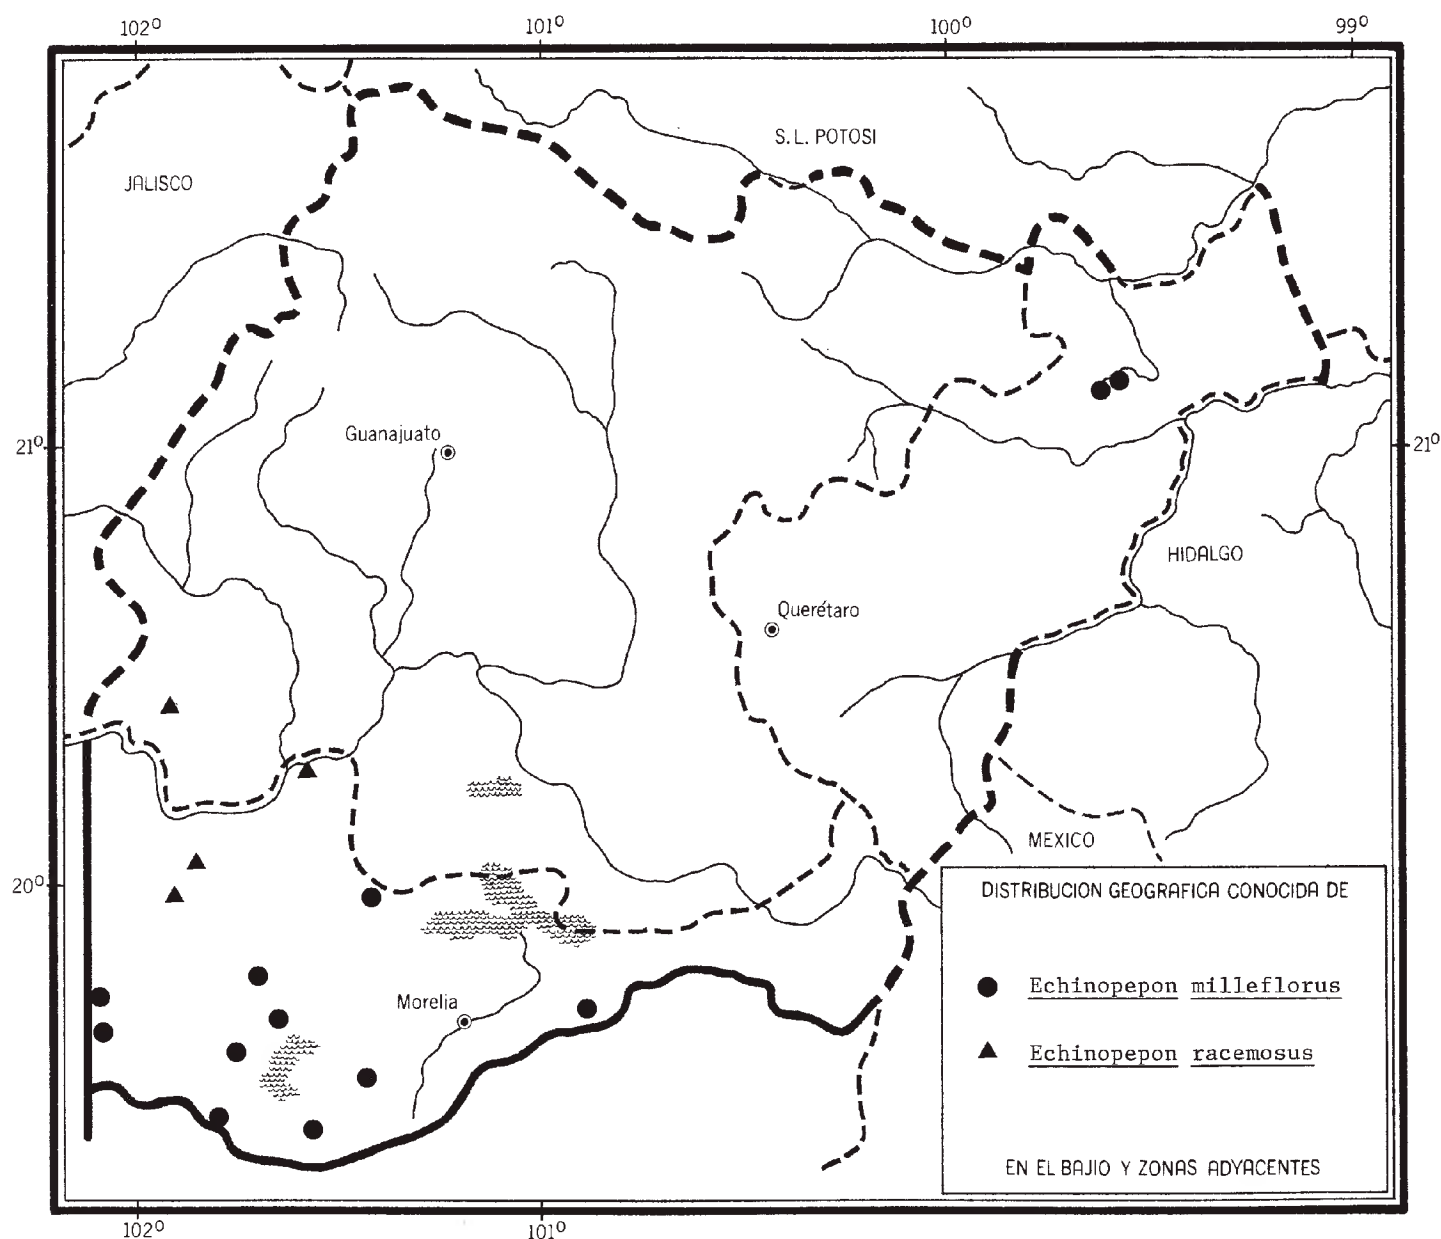 102° 101° 100° 99°
S.L. POTOSI
JALISCO
Guanajuato
21° 21°
HIDALGO
Querétaro
MEXICO
20°
DISTRIBUCION GEOGRAFICA CONOCIDA DE
Echinopepon milleflorus
Morelia
Echinopepon racemosus
EN EL BAJIO Y ZONAS ADYACENTES
102° 101°